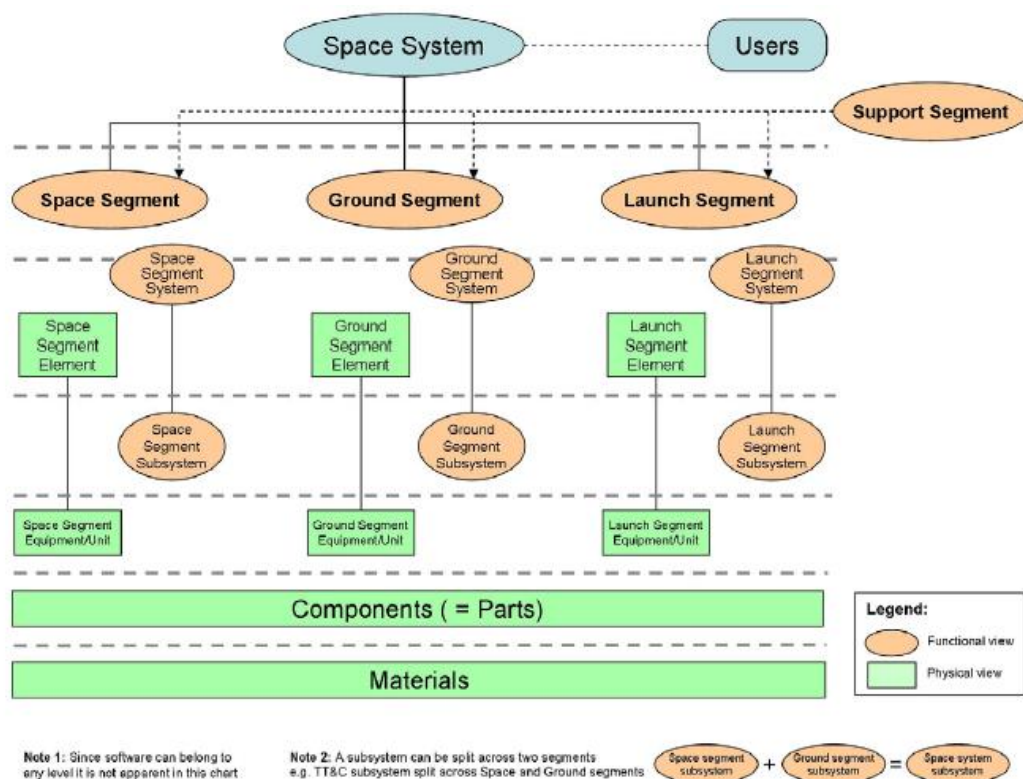 Space System
Users
Support Segment
Space Segment
Ground Segment
Launch Segment
Space
Segment
System
Ground
Segment
System
Launch
Segment
System
Space
Segment
Element
Ground
Segment
Element
Launch
Segment
Element
Space
Segment
Subsystem
Ground
Segment
Subsystem
Launch
Segment
Subsystem
Space Segment
Equipment/Unit
Ground Segment
Equipment/Unit
Launch Segment
Equipment/Unit
Components ( = Parts)
Materials
Legend:
Functional view
Physical view
Note 1: Since software can belong to
any level it is not apparent in this chart
Note 2: A subsystem can be split across two segments
e.g. TT&C subsystem split across Space and Ground segments
Space segment
subsystem
+
Ground segment
subsystem
=
Space system
subsystem